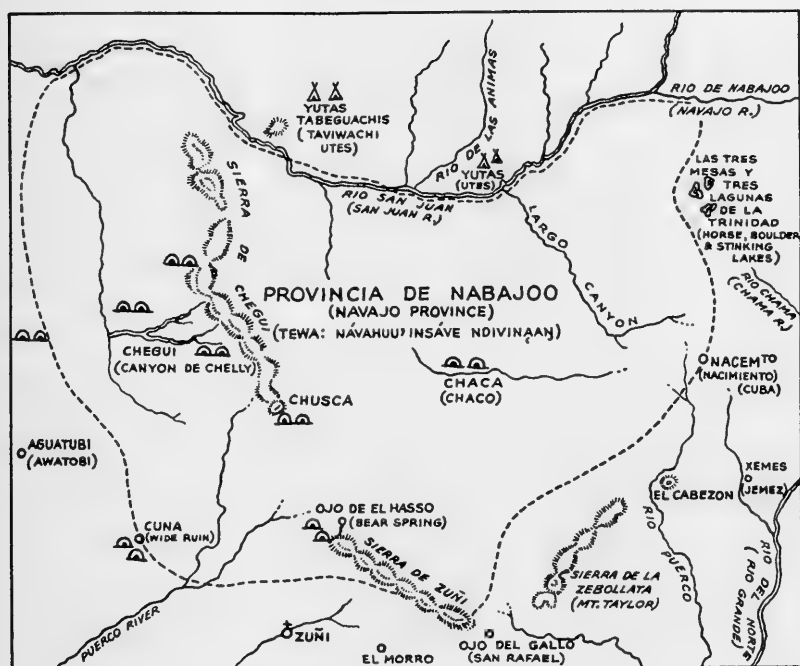 RIO DE NABAJOO
(NAVAJO R.)
RIO DE LAS ANIMAS
YUTAS
TABEGUACHIS
(TAVIWACHI
UTES)
YUTAS
(UTES)
RIO SAN JUAN
(SAN JUAN R.)
LAS TRES
MESAS Y
TRES
LAGUNAS
DE LA
TRINIDAD
(HORSE, BOULDER
& STINKING
LAKES)
RIO CHAMA
(CHAMA R.)
SIERRA DE CHEGUI
LARGO CANYON
PROVINCIA DE NABAJOO
(NAVAJO PROVINCE)
(TEWA: NÁVAHUU' INSÁVE NDIVINĄĄN)
CHEGUI
(CANYON DE CHELLY)
CHUSCA
CHACA
(CHACO)
NACEMTO
(NACIMIENTO)
(CUBA)
AGUATUBI
(AWATOBI)
XEMES
(JEMEZ)
EL CABEZON
CUNA
(WIDE RUIN)
OJO DE EL HASSO
(BEAR SPRING)
SIERRA DE ZUÑI
SIERRA DE LA
ZEBOLLATA
(MT. TAYLOR)
RIO PUERCO
RIO DEL NORTE
(RIO GRANDE)
PUERCO RIVER
ZUÑI
EL MORRO
OJO DEL GALLO
(SAN RAFAEL)